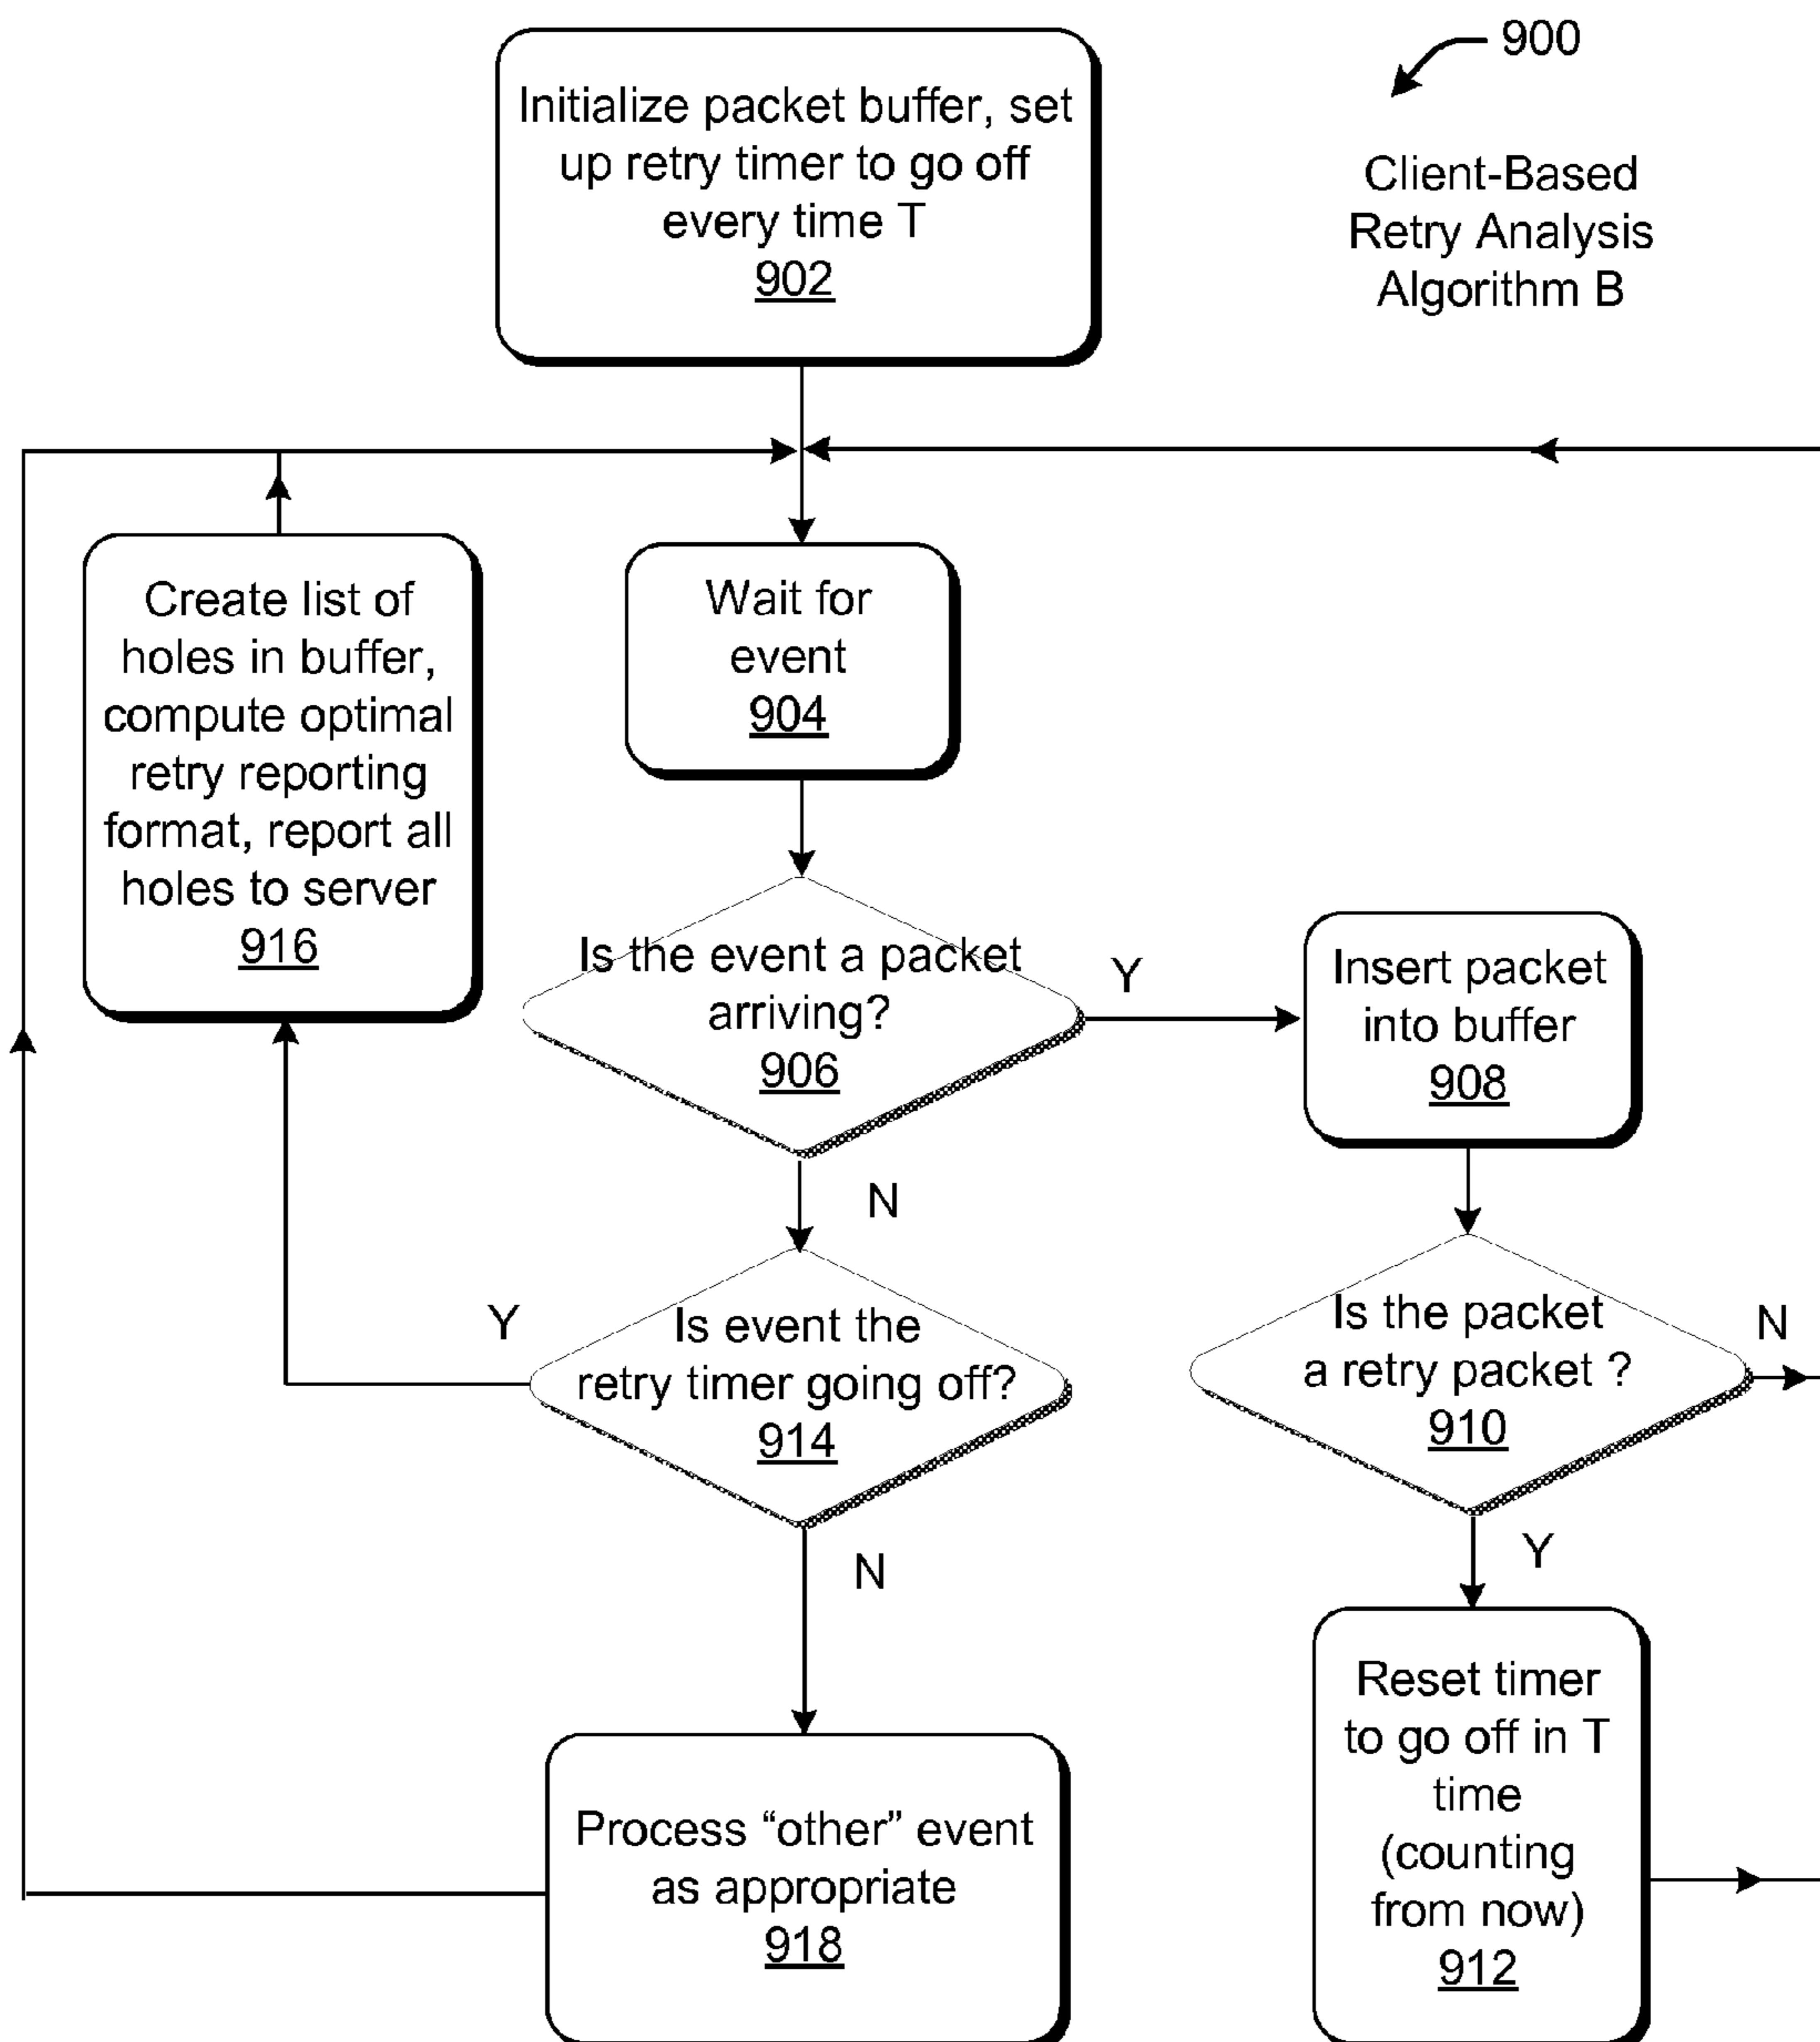 900
Client-Based
Retry Analysis
Algorithm B
Initialize packet buffer, set
up retry timer to go off
every time T
902
Wait for
event
904
Create list of
holes in buffer,
compute optimal
retry reporting
format, report all
holes to server
916
Is the event a packet
arriving?
906
Y
N
Insert packet
into buffer
908
Is the packet
a retry packet ?
910
N
Y
Is event the
retry timer going off?
914
Y
N
Reset timer
to go off in T
time
(counting
from now)
912
Process “other” event
as appropriate
918